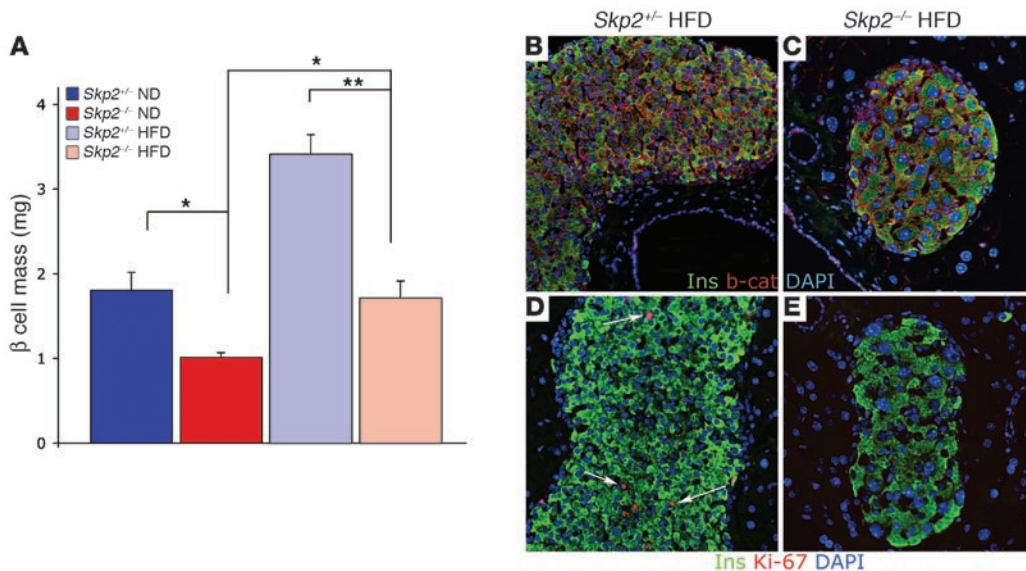 A
*
**
Skp2+/– ND
Skp2–/– ND
Skp2+/– HFD
Skp2–/– HFD
*
β cell mass (mg)
4
3
2
1
0
Skp2+/– HFD
Skp2–/– HFD
B
C
Ins b-cat DAPI
D
E
Ins Ki-67 DAPI